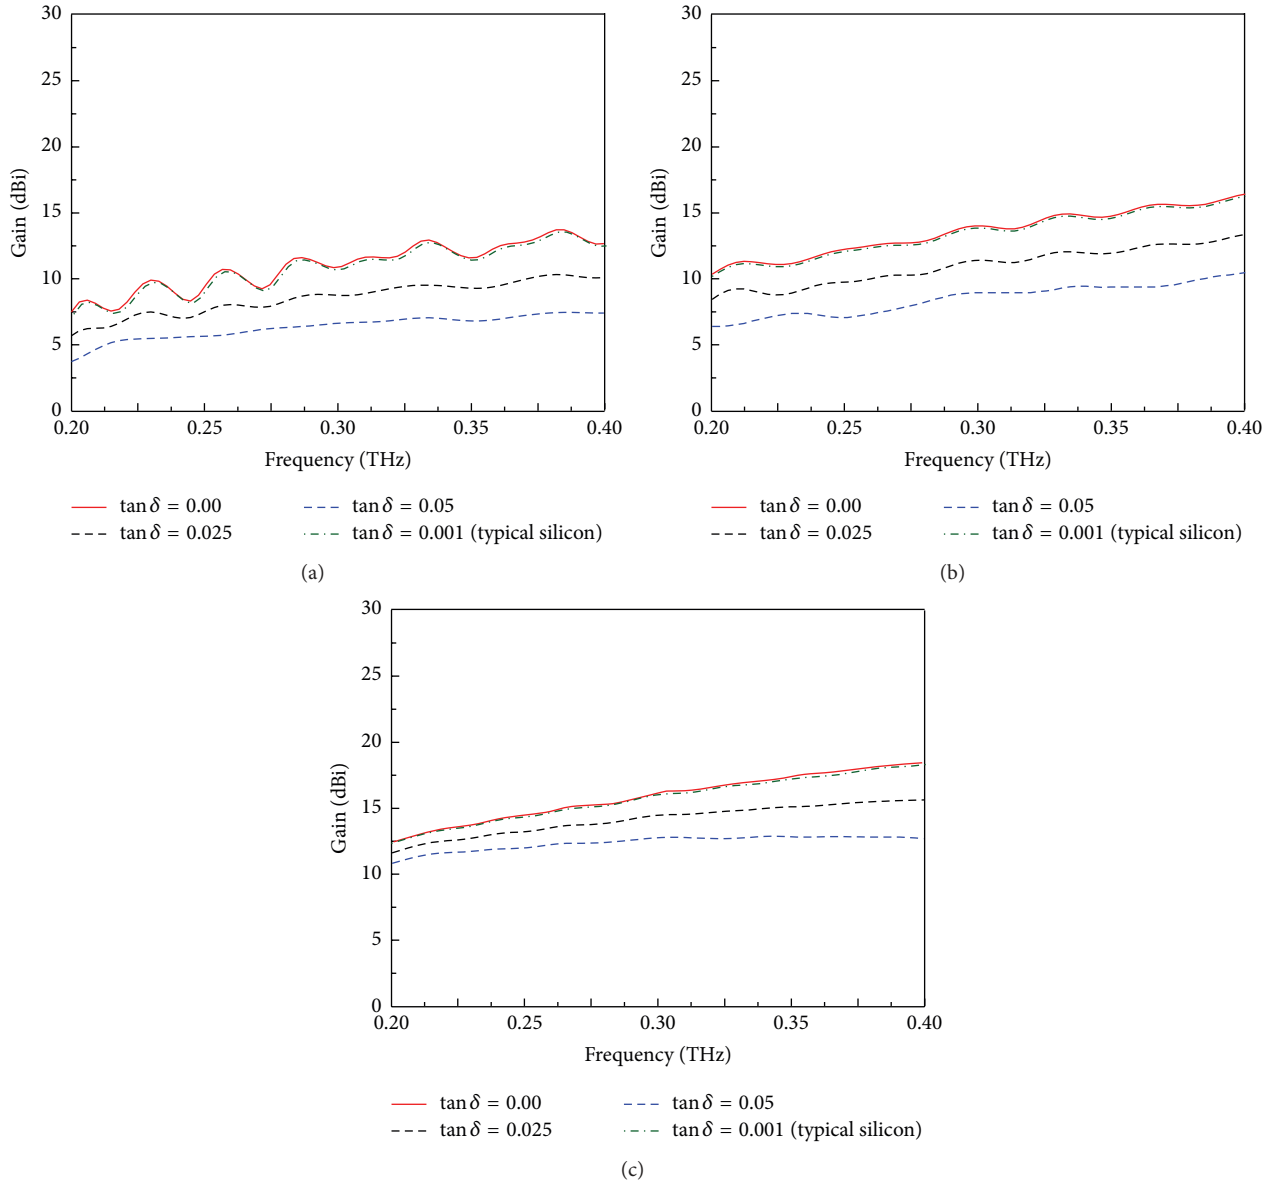 30
25
20
15
10
5
0
Gain (dBi)
0.20 0.25 0.30 0.35 0.40
Frequency (THz)
tan δ = 0.00
tan δ = 0.05
tan δ = 0.025
tan δ = 0.001 (typical silicon)
(a)
30
25
20
15
10
5
0
Gain (dBi)
0.20 0.25 0.30 0.35 0.40
Frequency (THz)
tan δ = 0.00
tan δ = 0.05
tan δ = 0.025
tan δ = 0.001 (typical silicon)
(b)
30
25
20
15
10
5
0
Gain (dBi)
0.20 0.25 0.30 0.35 0.40
Frequency (THz)
tan δ = 0.00
tan δ = 0.05
tan δ = 0.025
tan δ = 0.001 (typical silicon)
(c)